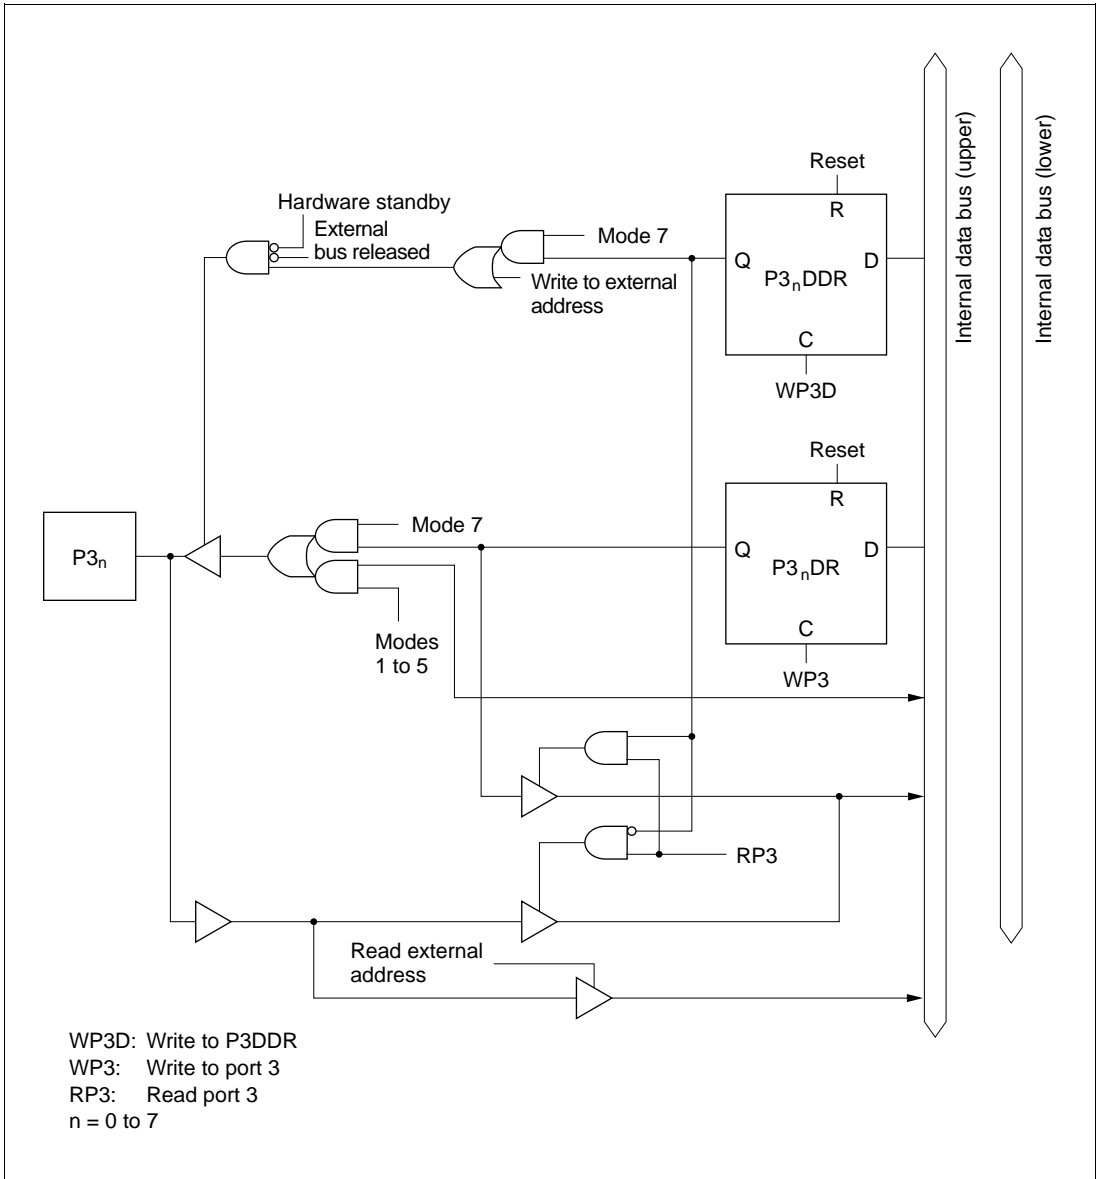 Reset
R
Hardware standby
External
bus released
Mode 7
Write to external
address
Q
D
P3nDDR
C
WP3D
Internal data bus (upper)
Internal data bus (lower)
Reset
R
Mode 7
P3n
Q
D
P3nDR
C
WP3
Modes
1 to 5
RP3
Read external
address
WP3D: Write to P3DDR
WP3: Write to port 3
RP3: Read port 3
n = 0 to 7